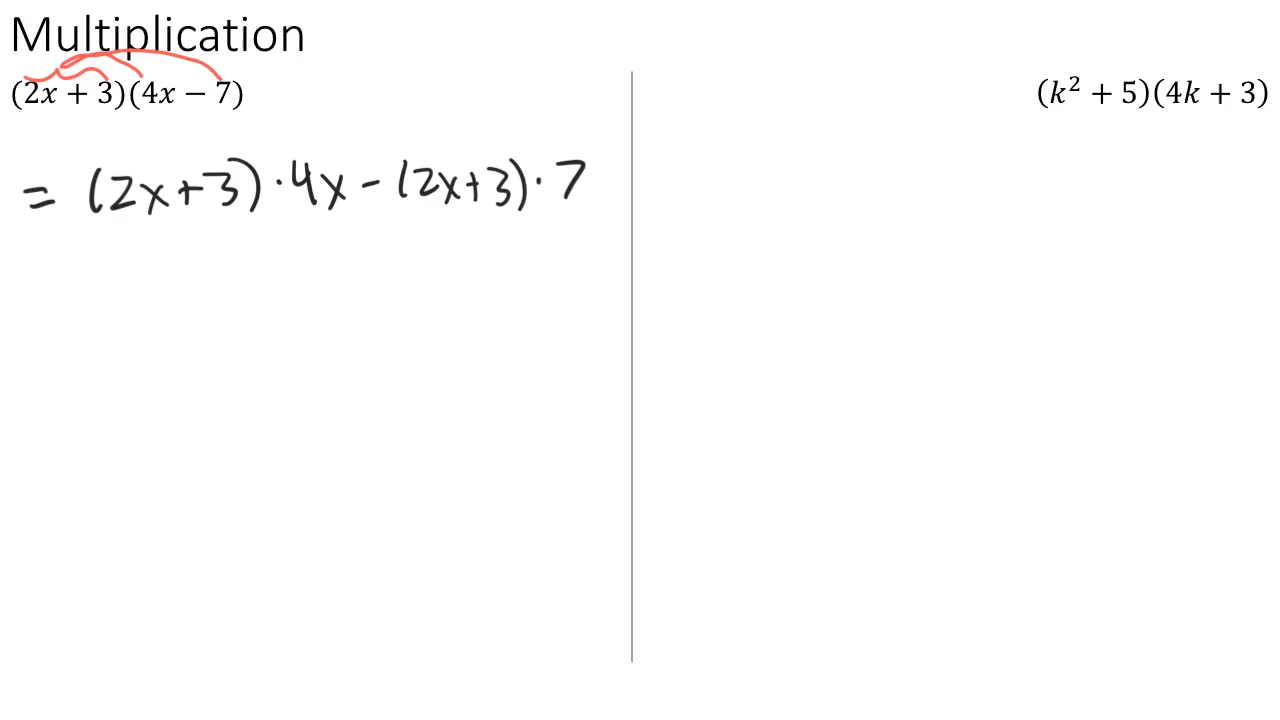 Multiplication
(2x + 3)(4x − 7)
= (2x+3)·4x − (2x+3)·7
(k² + 5)(4k + 3)